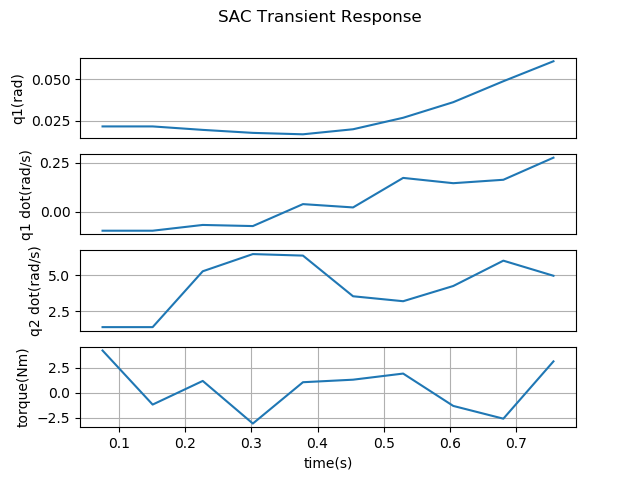 SAC Transient Response
q1(rad)
0.050
0.025
q1 dot(rad/s)
0.25
0.00
q2 dot(rad/s)
5.0
2.5
torque(Nm)
2.5
0.0
−2.5
0.1 0.2 0.3 0.4 0.5 0.6 0.7
time(s)